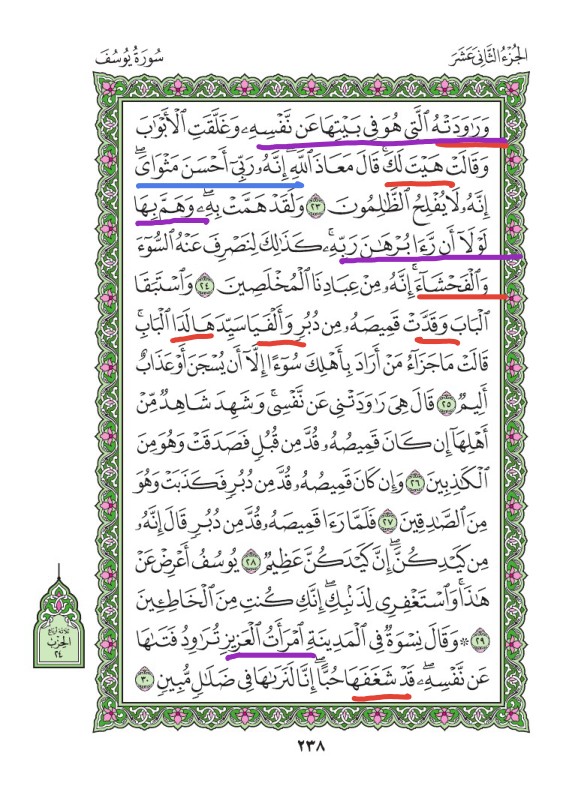 الجُزْءُ الثَّانِي عَشَرَ
سُورَةُ يُوسُفَ
وَرَٰوَدَتْهُ ٱلَّتِي هُوَ فِي بَيْتِهَا عَن نَّفْسِهِۦ وَغَلَّقَتِ ٱلْأَبْوَٰبَ
وَقَالَتْ هَيْتَ لَكَۚ قَالَ مَعَاذَ ٱللَّهِۖ إِنَّهُۥ رَبِّيٓ أَحْسَنَ مَثْوَايَۖ
إِنَّهُۥ لَا يُفْلِحُ ٱلظَّٰلِمُونَ ٢٣ وَلَقَدْ هَمَّتْ بِهِۦۖ وَهَمَّ بِهَا
لَوْلَآ أَن رَّءَا بُرْهَٰنَ رَبِّهِۦۚ كَذَٰلِكَ لِنَصْرِفَ عَنْهُ ٱلسُّوٓءَ
وَٱلْفَحْشَآءَۚ إِنَّهُۥ مِنْ عِبَادِنَا ٱلْمُخْلَصِينَ ٢٤ وَٱسْتَبَقَا
ٱلْبَابَ وَقَدَّتْ قَمِيصَهُۥ مِن دُبُرٍ وَأَلْفَيَا سَيِّدَهَا لَدَا ٱلْبَابِۚ
قَالَتْ مَا جَزَآءُ مَنْ أَرَادَ بِأَهْلِكَ سُوٓءًا إِلَّآ أَن يُسْجَنَ أَوْ عَذَابٌ
أَلِيمٌ ٢٥ قَالَ هِيَ رَٰوَدَتْنِي عَن نَّفْسِيۚ وَشَهِدَ شَاهِدٌ مِّنْ
أَهْلِهَآ إِن كَانَ قَمِيصُهُۥ قُدَّ مِن قُبُلٍ فَصَدَقَتْ وَهُوَ مِنَ
ٱلْكَٰذِبِينَ ٢٦ وَإِن كَانَ قَمِيصُهُۥ قُدَّ مِن دُبُرٍ فَكَذَبَتْ وَهُوَ
مِنَ ٱلصَّٰدِقِينَ ٢٧ فَلَمَّا رَءَا قَمِيصَهُۥ قُدَّ مِن دُبُرٍ قَالَ إِنَّهُۥ
مِن كَيْدِكُنَّۖ إِنَّ كَيْدَكُنَّ عَظِيمٌ ٢٨ يُوسُفُ أَعْرِضْ عَنْ
هَٰذَاۚ وَٱسْتَغْفِرِي لِذَنۢبِكِۖ إِنَّكِ كُنتِ مِنَ ٱلْخَاطِـِٔينَ
٢٩ ۞ وَقَالَ نِسْوَةٌ فِي ٱلْمَدِينَةِ ٱمْرَأَتُ ٱلْعَزِيزِ تُرَٰوِدُ فَتَىٰهَا
عَن نَّفْسِهِۦۖ قَدْ شَغَفَهَا حُبًّاۖ إِنَّا لَنَرَىٰهَا فِي ضَلَٰلٍ مُّبِينٍ ٣٠
ثلاثة أرباع
الحزب
٢٤
٢٣٨